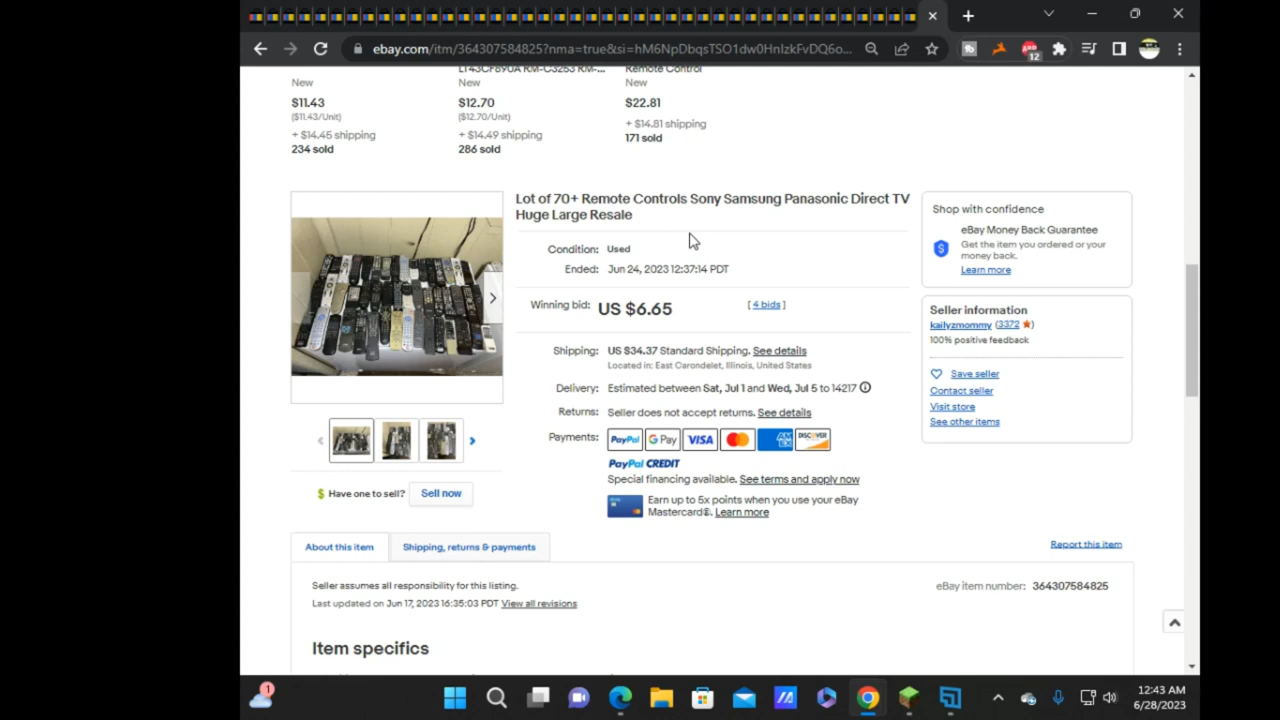 ebay.com/itm/364307584825?nma=true&si=hM6NpDbqsTSO1dw0HnlzkFvDQ6o...
12
LT43CF890A RM-C3253 RM-...
Remote Control
New
New
New
$11.43
$12.70
$22.81
($11.43/Unit)
($12.70/Unit)
+ $14.81 shipping
+ $14.45 shipping
+ $14.49 shipping
171 sold
234 sold
286 sold
Lot of 70+ Remote Controls Sony Samsung Panasonic Direct TV
Huge Large Resale
Condition: Used
Ended: Jun 24, 2023 12:37:14 PDT
Winning bid: US $6.65 [ 4 bids ]
Shipping: US $34.37 Standard Shipping. See details
Located in: East Carondelet, Illinois, United States
Delivery: Estimated between Sat, Jul 1 and Wed, Jul 5 to 14217
Returns: Seller does not accept returns. See details
Payments: PayPal G Pay VISA DISCOVER
PayPal CREDIT
Special financing available. See terms and apply now
Earn up to 5x points when you use your eBay
Mastercard®. Learn more
Shop with confidence
eBay Money Back Guarantee
Get the item you ordered or your
money back.
Learn more
Seller information
kailyzmommy (3372 )
100% positive feedback
Save seller
Contact seller
Visit store
See other items
$ Have one to sell? Sell now
About this item
Shipping, returns & payments
Report this item
Seller assumes all responsibility for this listing.
eBay item number: 364307584825
Last updated on Jun 17, 2023 16:35:03 PDT View all revisions
Item specifics
1
12:43 AM
6/28/2023